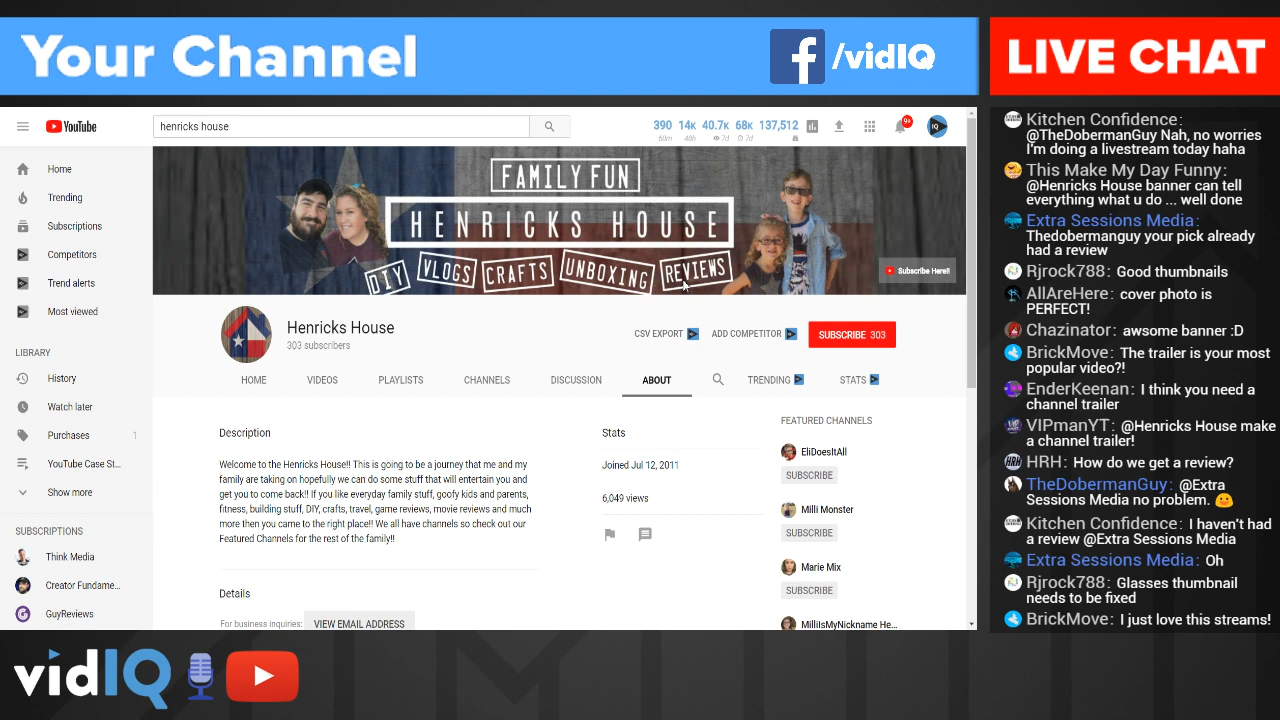 Your Channel
f /vidIQ
LIVE CHAT
YouTube
henricks house
390 14k 40.7k 68k 137,512
60m 48h 7d 7d
9+
IQ
Home
Trending
Subscriptions
Competitors
Trend alerts
Most viewed
LIBRARY
History
Watch later
Purchases 1
YouTube Case St...
Show more
SUBSCRIPTIONS
Think Media
Creator Fundame...
GuyReviews
FAMILY FUN
HENRICKS HOUSE
DIY VLOGS CRAFTS UNBOXING REVIEWS
Subscribe Here!!
Henricks House
303 subscribers
CSV EXPORT ADD COMPETITOR SUBSCRIBE 303
HOME VIDEOS PLAYLISTS CHANNELS DISCUSSION ABOUT TRENDING STATS
Description
Welcome to the Henricks House!! This is going to be a journey that me and my
family are taking on hopefully we can do some stuff that will entertain you and
get you to come back!! If you like everyday family stuff, goofy kids and parents,
fitness, building stuff, DIY, crafts, travel, game reviews, movie reviews and much
more then you came to the right place!! We all have channels so check out our
Featured Channels for the rest of the family!!
Details
For business inquiries: VIEW EMAIL ADDRESS
Stats
Joined Jul 12, 2011
6,049 views
FEATURED CHANNELS
EliDoesItAll
SUBSCRIBE
Milli Monster
SUBSCRIBE
Marie Mix
SUBSCRIBE
MilliIsMyNickname He...
Kitchen Confidence:
@TheDobermanGuy Nah, no worries
I'm doing a livestream today haha
This Make My Day Funny:
@Henricks House banner can tell
everything what u do ... well done
Extra Sessions Media:
Thedobermanguy your pick already
had a review
Rjrock788: Good thumbnails
AllAreHere: cover photo is
PERFECT!
Chazinator: awsome banner :D
BrickMove: The trailer is your most
popular video?!
EnderKeenan: I think you need a
channel trailer
VIPmanYT: @Henricks House make
a channel trailer!
HRH: How do we get a review?
TheDobermanGuy: @Extra
Sessions Media no problem.
Kitchen Confidence: I haven't had
a review @Extra Sessions Media
Extra Sessions Media: Oh
Rjrock788: Glasses thumbnail
needs to be fixed
BrickMove: I just love this streams!
vidIQ